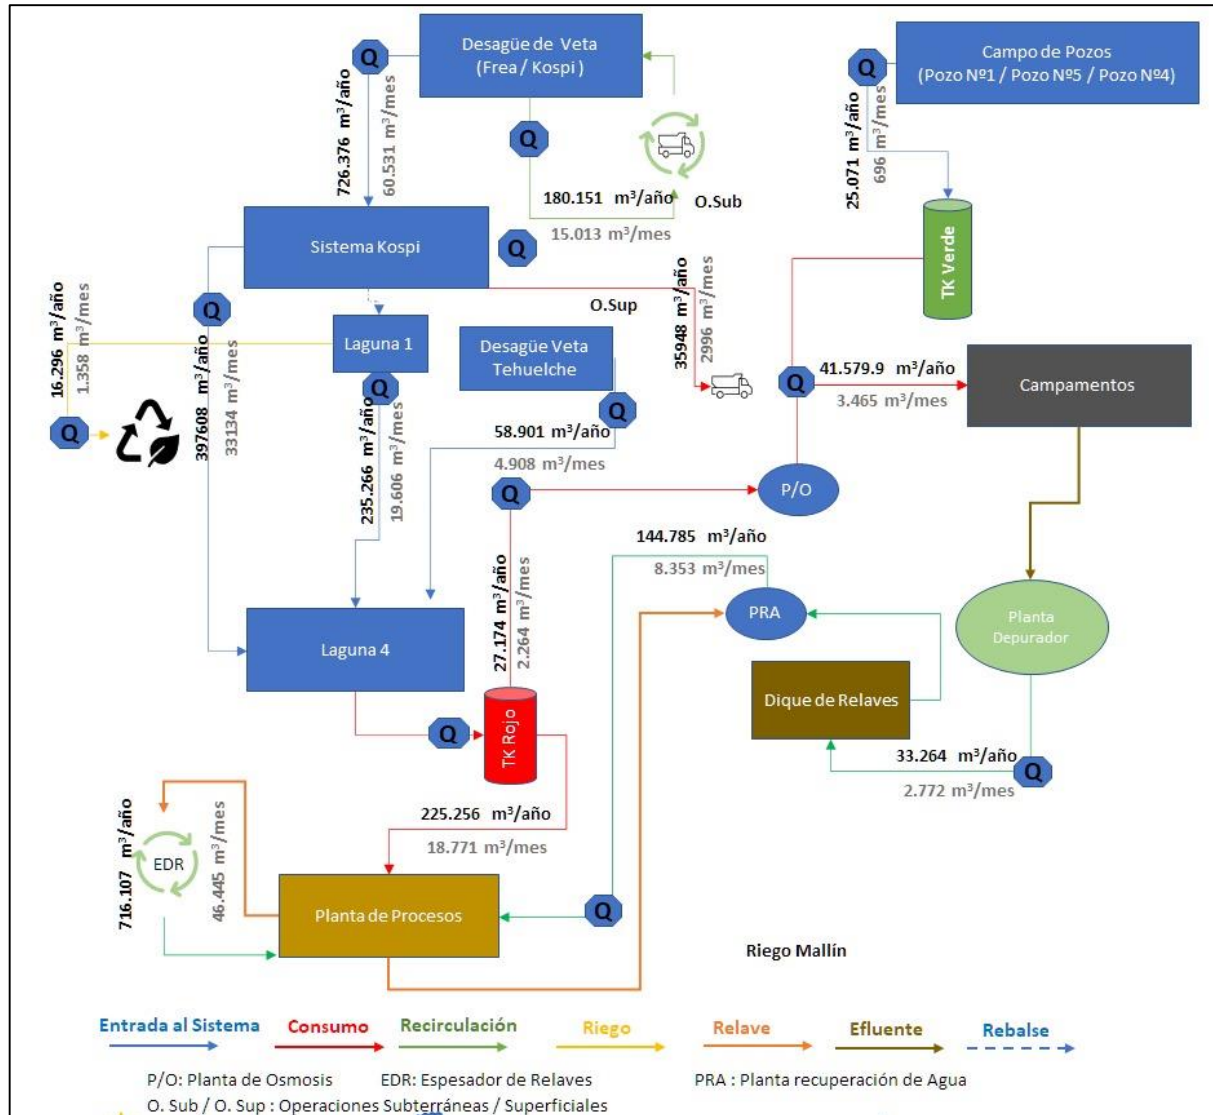 Desagüe de Veta
(Frea / Kospi )
Campo de Pozos
(Pozo Nº1 / Pozo Nº5 / Pozo Nº4)
Q
Q
Q
726.376 m³/año
60.531 m³/mes
180.151 m³/año
15.013 m³/mes
O.Sub
25.071 m³/año
696 m³/mes
TK Verde
Sistema Kospi
Q
Q
O.Sup
35948 m³/año
2996 m³/mes
16.296 m³/año
1.358 m³/mes
Laguna 1
Desagüe Veta
Tehuelche
Q
Q
Q
Q
41.579.9 m³/año
3.465 m³/mes
Campamentos
397608 m³/año
33134 m³/mes
235.266 m³/año
19.606 m³/mes
58.901 m³/año
4.908 m³/mes
Q
P/O
144.785 m³/año
8.353 m³/mes
27.174 m³/año
2.264 m³/mes
PRA
Planta
Depurador
Laguna 4
Dique de Relaves
Q
TK Rojo
33.264 m³/año
2.772 m³/mes
Q
225.256 m³/año
18.771 m³/mes
716.107 m³/año
46.445 m³/mes
EDR
Planta de Procesos
Q
Riego Mallín
Entrada al Sistema
Consumo
Recirculación
Riego
Relave
Efluente
Rebalse
P/O: Planta de Osmosis
EDR: Espesador de Relaves
PRA : Planta recuperación de Agua
O. Sub / O. Sup : Operaciones Subterráneas / Superficiales